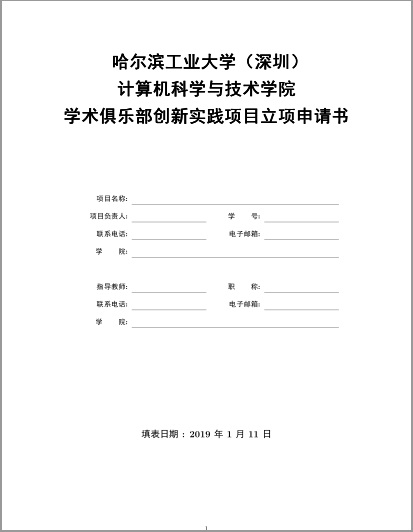 哈尔滨工业大学（深圳）
计算机科学与技术学院
学术俱乐部创新实践项目立项申请书
项目名称:
项目负责人: 学 号:
联系电话: 电子邮箱:
学 院:
指导教师: 职 称:
联系电话: 电子邮箱:
学 院:
填表日期：2019 年 1 月 11 日